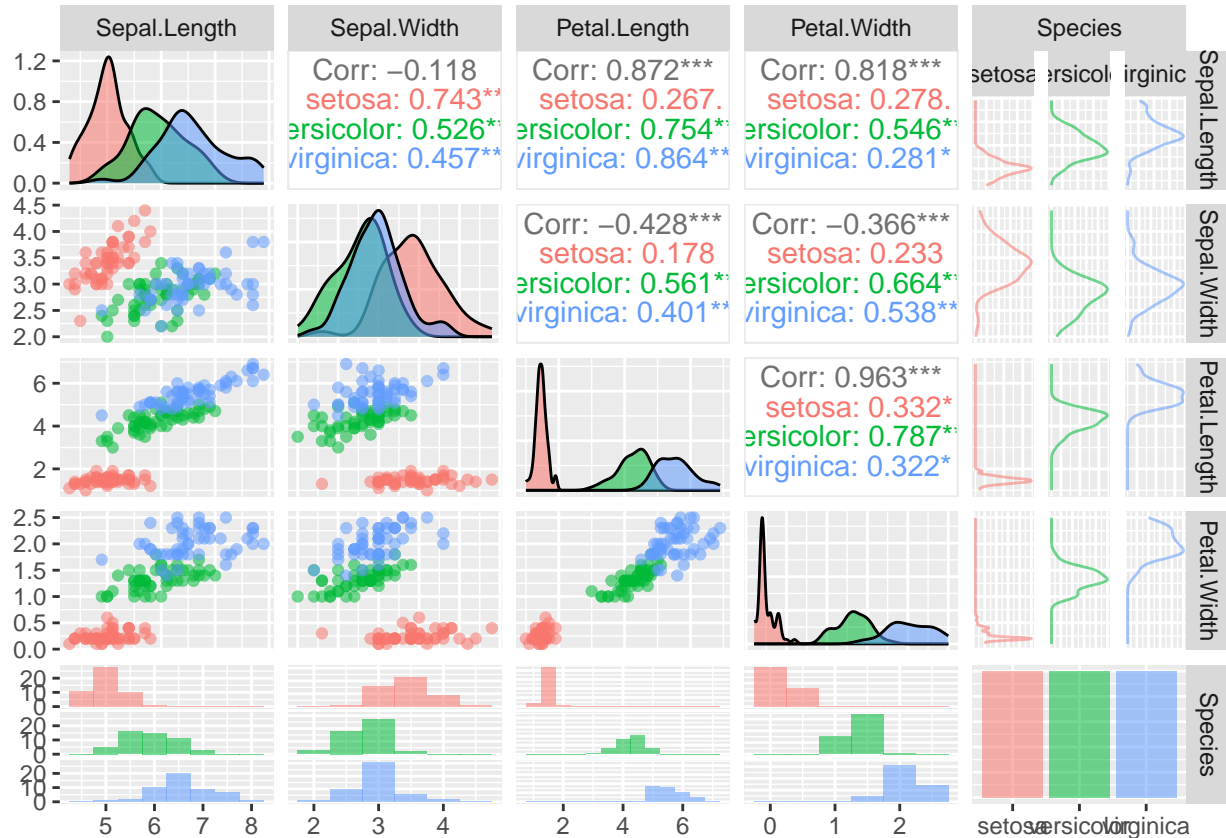 Sepal.Length Sepal.Width Petal.Length Petal.Width Species
setosa ersicolo irginic
1.2
0.8
0.4
0.0
Corr: −0.118
setosa: 0.743**
ersicolor: 0.526**
virginica: 0.457**
Corr: 0.872***
setosa: 0.267.
ersicolor: 0.754**
virginica: 0.864**
Corr: 0.818***
setosa: 0.278.
ersicolor: 0.546**
virginica: 0.281*
Sepal.Length
4.5
4.0
3.5
3.0
2.5
2.0
Corr: −0.428***
setosa: 0.178
ersicolor: 0.561**
virginica: 0.401**
Corr: −0.366***
setosa: 0.233
ersicolor: 0.664**
virginica: 0.538**
Sepal.Width
6
4
2
Corr: 0.963***
setosa: 0.332*
ersicolor: 0.787**
virginica: 0.322*
Petal.Length
2.5
2.0
1.5
1.0
0.5
0.0
Petal.Width
20
10
0
20
10
0
20
10
0
Species
5 6 7 8 2 3 4 2 4 6 0 1 2 setosa versicolor virginica